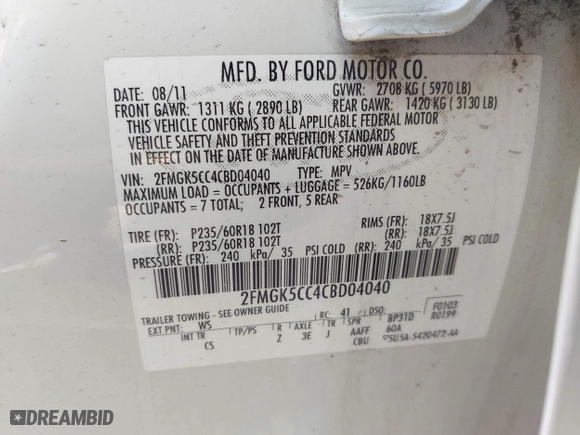 MFD. BY FORD MOTOR CO.
DATE: 08/11 GVWR: 2708 KG ( 5970 LB)
FRONT GAWR: 1311 KG ( 2890 LB) REAR GAWR: 1420 KG ( 3130 LB)
THIS VEHICLE CONFORMS TO ALL APPLICABLE FEDERAL MOTOR
VEHICLE SAFETY AND THEFT PREVENTION STANDARDS
IN EFFECT ON THE DATE OF MANUFACTURE SHOWN ABOVE.
VIN: 2FMGK5CC4CBD04040 TYPE: MPV
MAXIMUM LOAD = OCCUPANTS + LUGGAGE = 526KG/1160LB
OCCUPANTS = 7 TOTAL; 2 FRONT, 5 REAR
TIRE (FR): P235/60R18 102T RIMS (FR): 18X7.5J
(RR): P235/60R18 102T (RR): 18X7.5J
PRESSURE (FR): 240 kPa/ 35 PSI COLD (RR): 240 kPa/ 35 PSI COLD
2FMGK5CC4CBD04040
TRAILER TOWING - SEE OWNER GUIDE
RC: 41 DSO: F0103
EXT PNT: WS BP31D R0199
INT TR TP/PS R AXLE TR SPR 60A
CS Z 3E J AAFF
CBU 5U5A-5420472-AA
DREAMBID